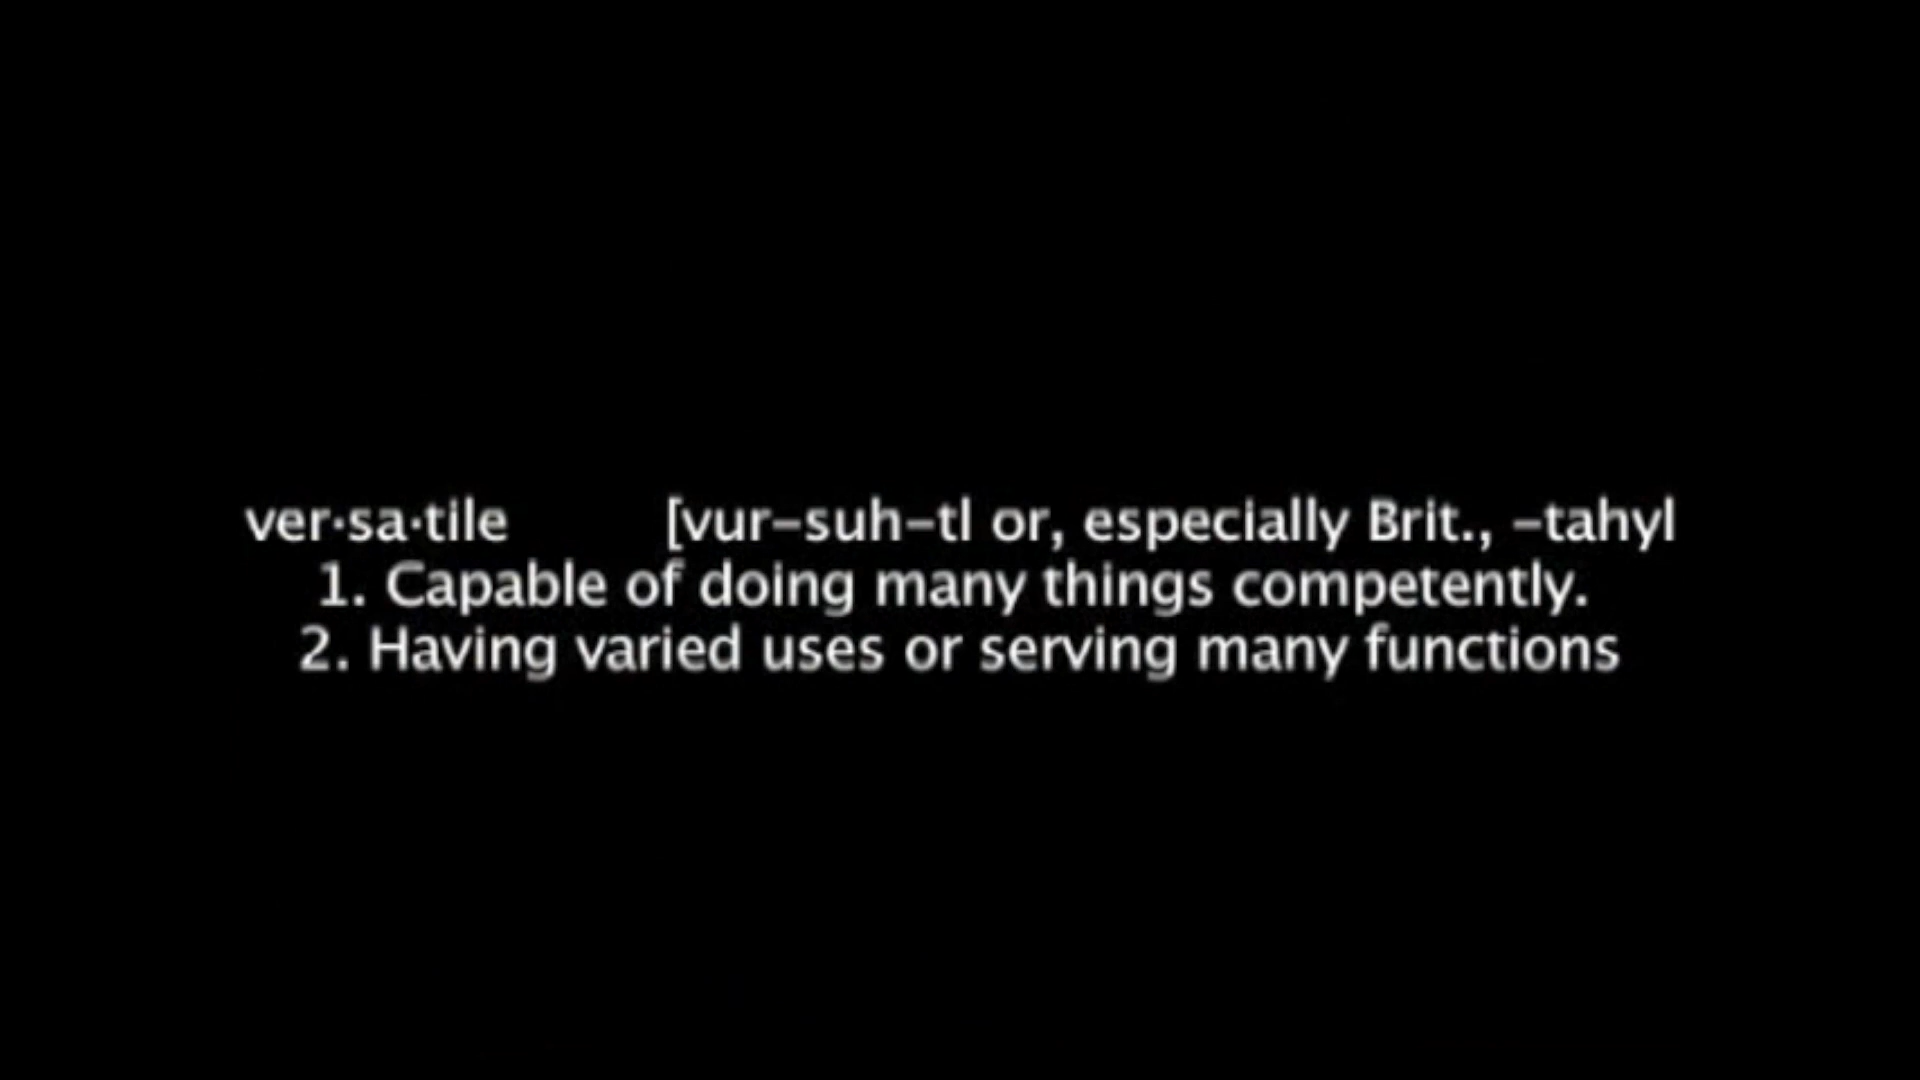 ver·sa·tile [vur-suh-tl or, especially Brit., -tahyl
1. Capable of doing many things competently.
2. Having varied uses or serving many functions